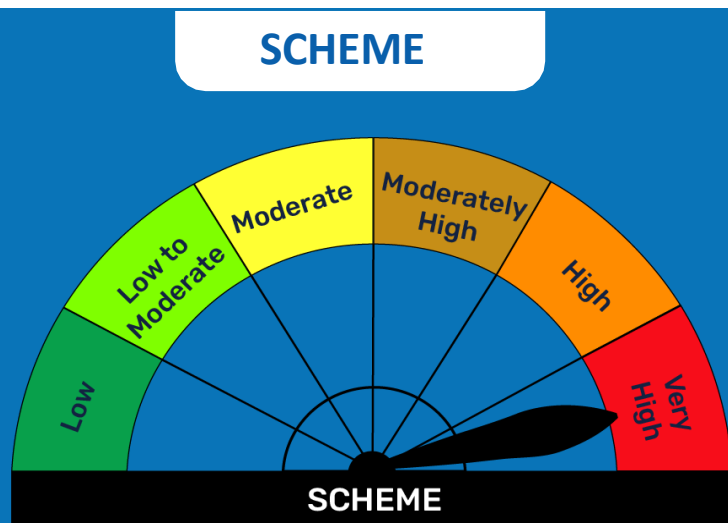 SCHEME
Low
Low to
Moderate
Moderate
Moderately
High
High
Very
High
SCHEME